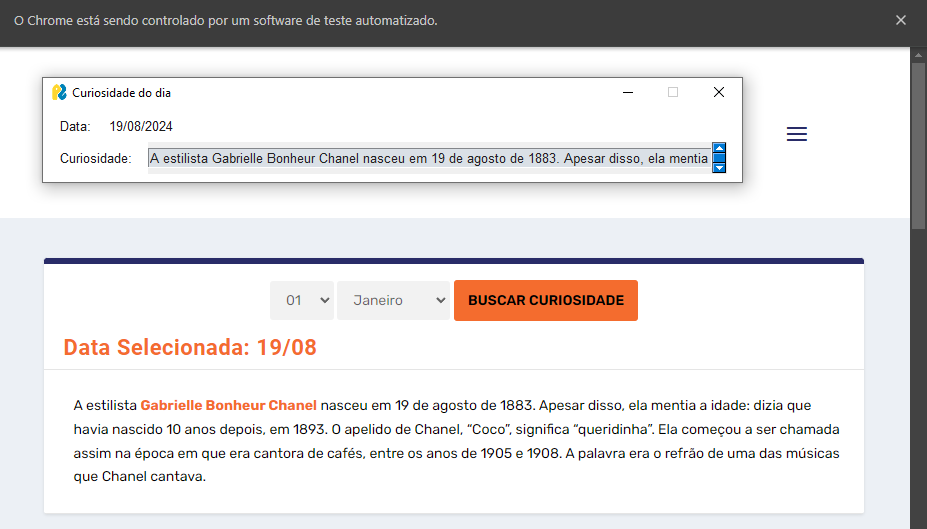 O Chrome está sendo controlado por um software de teste automatizado.
Curiosidade do dia
Data: 19/08/2024
Curiosidade: A estilista Gabrielle Bonheur Chanel nasceu em 19 de agosto de 1883. Apesar disso, ela mentia
01 Janeiro BUSCAR CURIOSIDADE
Data Selecionada: 19/08
A estilista Gabrielle Bonheur Chanel nasceu em 19 de agosto de 1883. Apesar disso, ela mentia a idade: dizia que
havia nascido 10 anos depois, em 1893. O apelido de Chanel, “Coco”, significa “queridinha”. Ela começou a ser chamada
assim na época em que era cantora de cafés, entre os anos de 1905 e 1908. A palavra era o refrão de uma das músicas
que Chanel cantava.